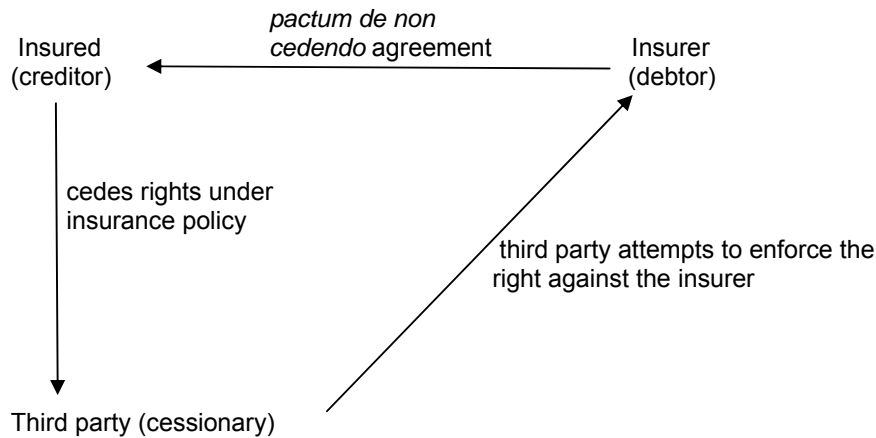 pactum de non
cedendo agreement
Insured
(creditor)
Insurer
(debtor)
cedes rights under
insurance policy
third party attempts to enforce the
right against the insurer
Third party (cessionary)